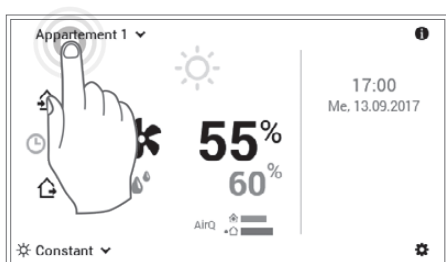 Appartement 1
17:00
Me, 13.09.2017
55%
60%
AirQ
Constant